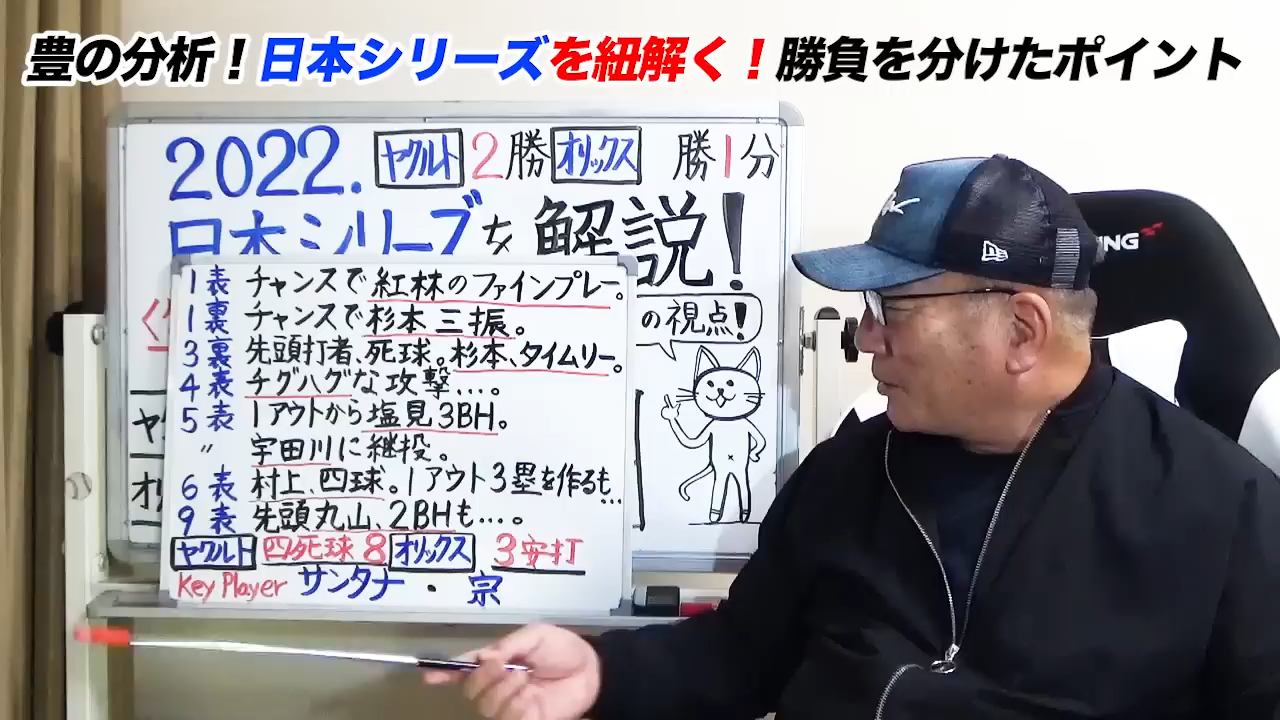 豊の分析！日本シリーズを紐解く！勝負を分けたポイント
2022. ヤクルト 2勝 オリックス 勝1分
日本シリーズを解説！
の視点！
1表 チャンスで紅林のファインプレー。
1裏 チャンスで杉本三振。
3裏 先頭打者、死球。杉本、タイムリー。
4表 チグハグな攻撃…。
5表 1アウトから塩見3BH。
〃 宇田川に継投。
6表 村上、四球。1アウト3塁を作るも…
9表 先頭丸山、2BHも…。
ヤクルト 四死球8 オリックス 3安打
Key Player サンタナ・宗
ヤ
オリ
NING